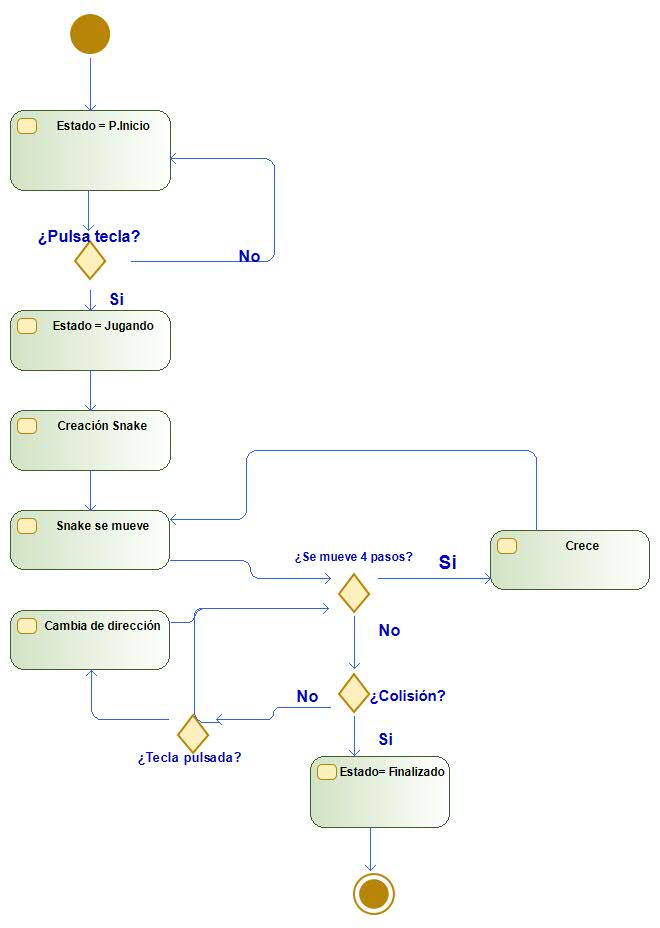 Estado = P.Inicio
¿Pulsa tecla?
No
Si
Estado = Jugando
Creación Snake
Snake se mueve
¿Se mueve 4 pasos?
Si
Crece
Cambia de dirección
No
No
¿Colisión?
¿Tecla pulsada?
Si
Estado= Finalizado